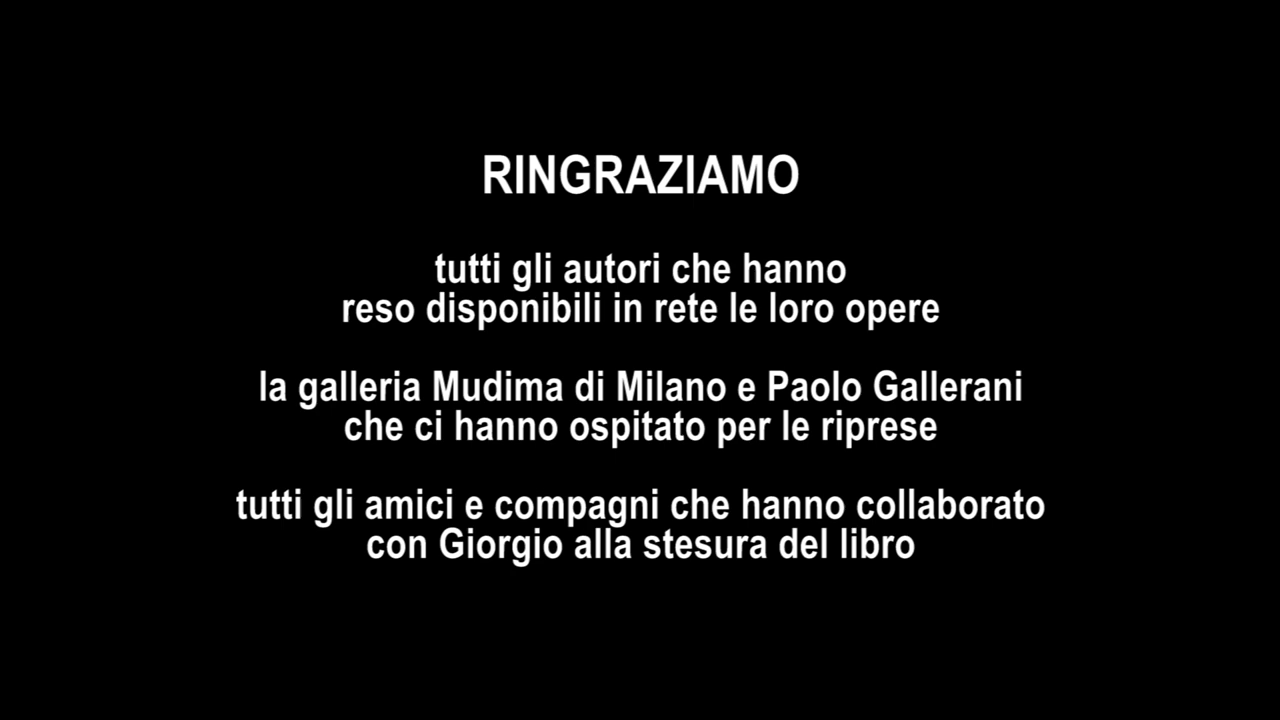 RINGRAZIAMO
tutti gli autori che hanno
reso disponibili in rete le loro opere
la galleria Mudima di Milano e Paolo Gallerani
che ci hanno ospitato per le riprese
tutti gli amici e compagni che hanno collaborato
con Giorgio alla stesura del libro